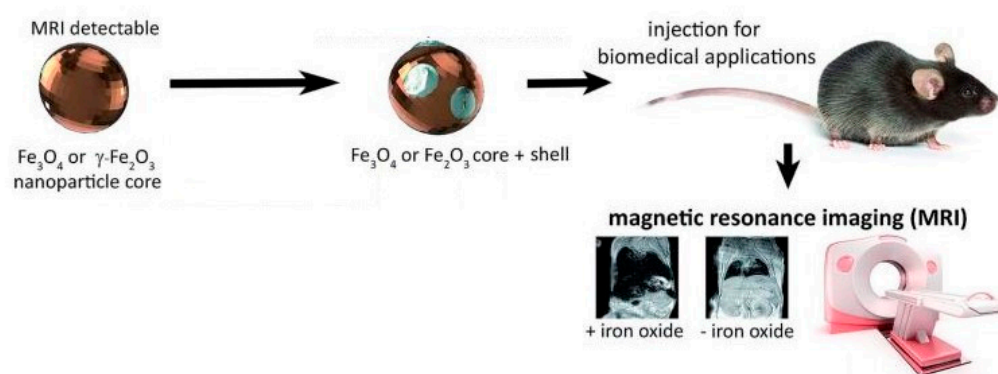 MRI detectable
Fe₃O₄ or γ-Fe₂O₃
nanoparticle core
Fe₃O₄ or Fe₂O₃ core + shell
injection for
biomedical applications
magnetic resonance imaging (MRI)
+ iron oxide
- iron oxide